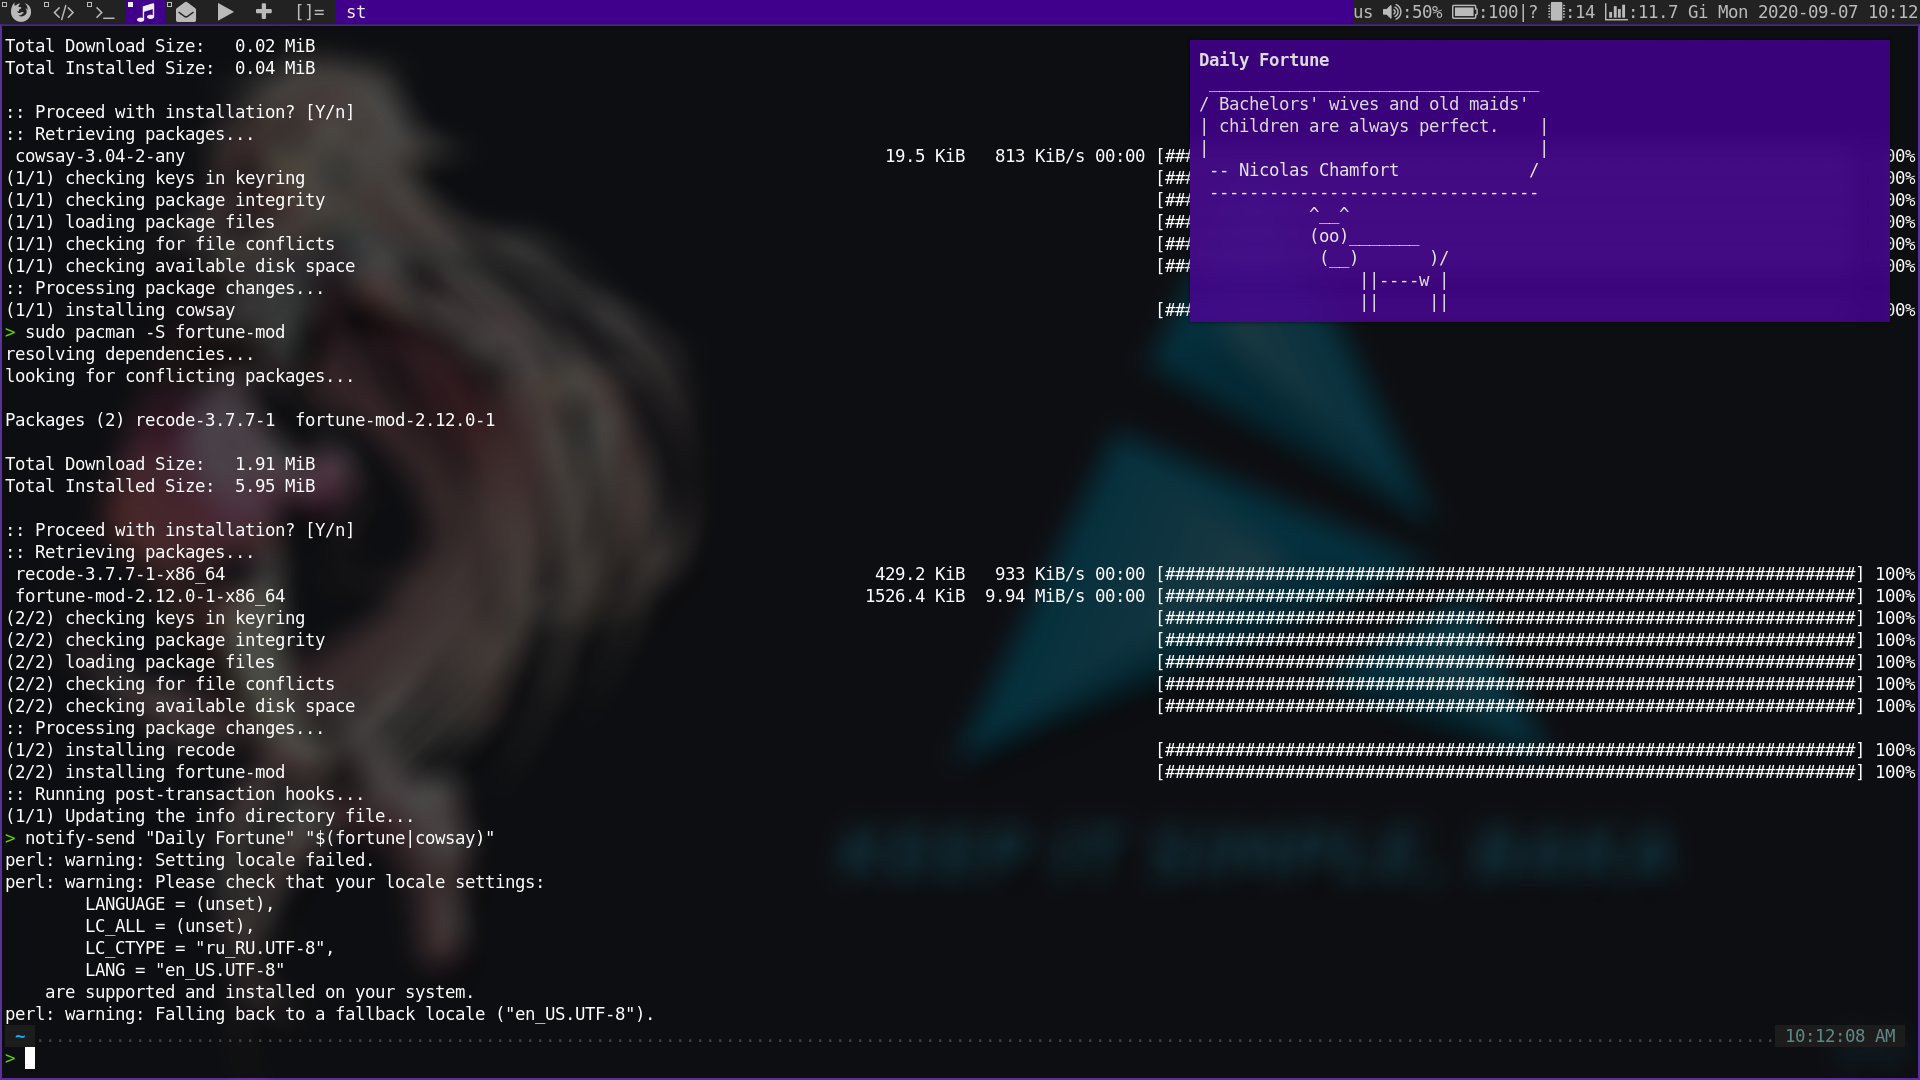 []=
st
us :50% :100|? :14 :11.7 Gi Mon 2020-09-07 10:12
Total Download Size:   0.02 MiB
Total Installed Size:  0.04 MiB
:: Proceed with installation? [Y/n]
:: Retrieving packages...
 cowsay-3.04-2-any 19.5 KiB   813 KiB/s 00:00 [### 00%
(1/1) checking keys in keyring [### 00%
(1/1) checking package integrity [### 00%
(1/1) loading package files [### 00%
(1/1) checking for file conflicts [### 00%
(1/1) checking available disk space [### 00%
:: Processing package changes...
(1/1) installing cowsay [### 00%
> sudo pacman -S fortune-mod
resolving dependencies...
looking for conflicting packages...
Packages (2) recode-3.7.7-1  fortune-mod-2.12.0-1
Total Download Size:   1.91 MiB
Total Installed Size:  5.95 MiB
:: Proceed with installation? [Y/n]
:: Retrieving packages...
 recode-3.7.7-1-x86_64 429.2 KiB   933 KiB/s 00:00 [#####################################################################] 100%
 fortune-mod-2.12.0-1-x86_64 1526.4 KiB  9.94 MiB/s 00:00 [#####################################################################] 100%
(2/2) checking keys in keyring [#####################################################################] 100%
(2/2) checking package integrity [#####################################################################] 100%
(2/2) loading package files [#####################################################################] 100%
(2/2) checking for file conflicts [#####################################################################] 100%
(2/2) checking available disk space [#####################################################################] 100%
:: Processing package changes...
(1/2) installing recode [#####################################################################] 100%
(2/2) installing fortune-mod [#####################################################################] 100%
:: Running post-transaction hooks...
(1/1) Updating the info directory file...
> notify-send "Daily Fortune" "$(fortune|cowsay)"
perl: warning: Setting locale failed.
perl: warning: Please check that your locale settings:
        LANGUAGE = (unset),
        LC_ALL = (unset),
        LC_CTYPE = "ru_RU.UTF-8",
        LANG = "en_US.UTF-8"
    are supported and installed on your system.
perl: warning: Falling back to a fallback locale ("en_US.UTF-8").
~ 10:12:08 AM
>
Daily Fortune
 _________________________________
/ Bachelors' wives and old maids'
| children are always perfect.    |
|                                 |
 -- Nicolas Chamfort             /
 ---------------------------------
           ^__^
           (oo)_______
            (__)       )/
                ||----w |
                ||     ||